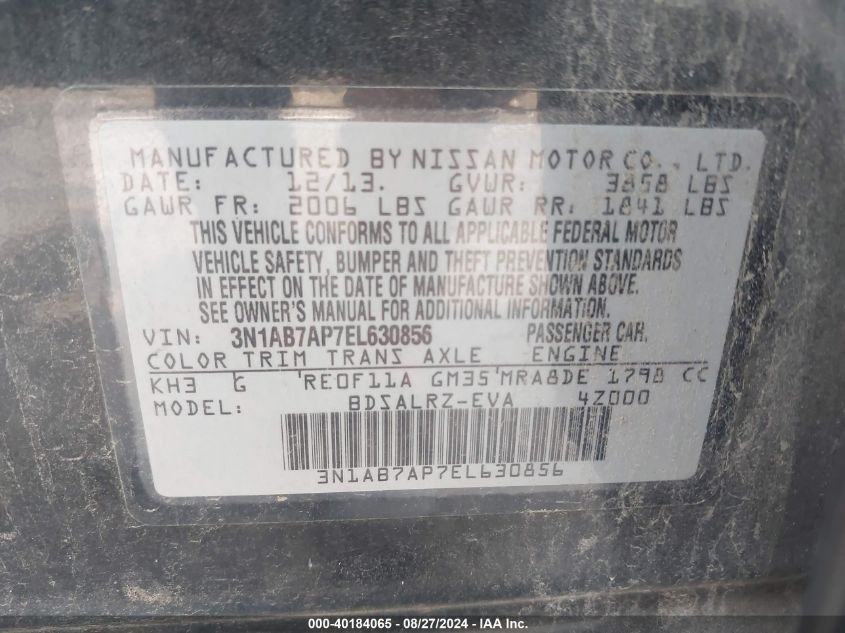 MANUFACTURED BY NISSAN MOTOR CO., LTD.
DATE: 12/13. GVWR: 3858 LBS
GAWR FR: 2006 LBS GAWR RR: 1841 LBS
THIS VEHICLE CONFORMS TO ALL APPLICABLE FEDERAL MOTOR
VEHICLE SAFETY, BUMPER AND THEFT PREVENTION STANDARDS
IN EFFECT ON THE DATE OF MANUFACTURE SHOWN ABOVE.
SEE OWNER'S MANUAL FOR ADDITIONAL INFORMATION.
VIN: 3N1AB7AP7EL630856 PASSENGER CAR.
COLOR TRIM TRANS AXLE ENGINE
KH3 G RE0F11A GM35 MRA8DE 1798 CC
MODEL: BDSALRZ-EVA 4Z000
3N1AB7AP7EL630856
000-40184065 - 08/27/2024 - IAAI Inc.